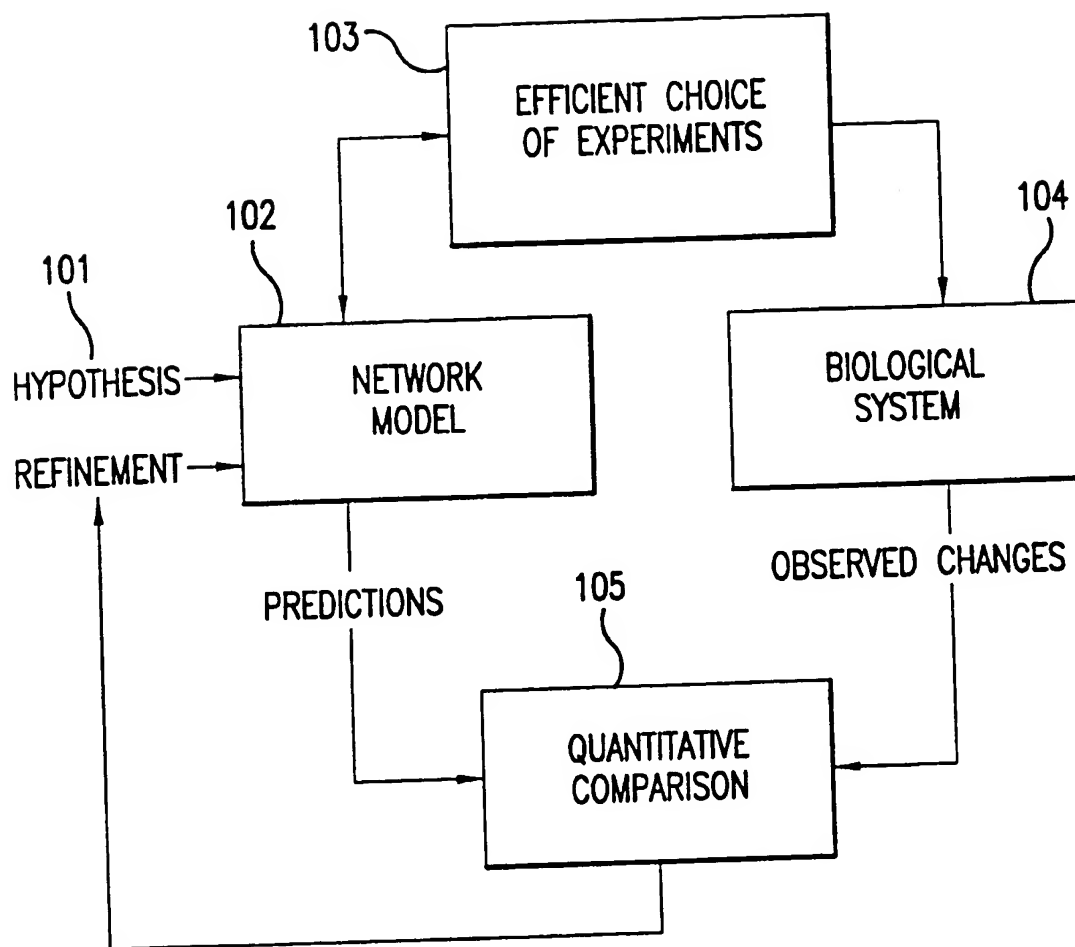 103
EFFICIENT CHOICE
OF EXPERIMENTS
102
104
101
HYPOTHESIS
NETWORK
MODEL
BIOLOGICAL
SYSTEM
REFINEMENT
PREDICTIONS
OBSERVED CHANGES
105
QUANTITATIVE
COMPARISON